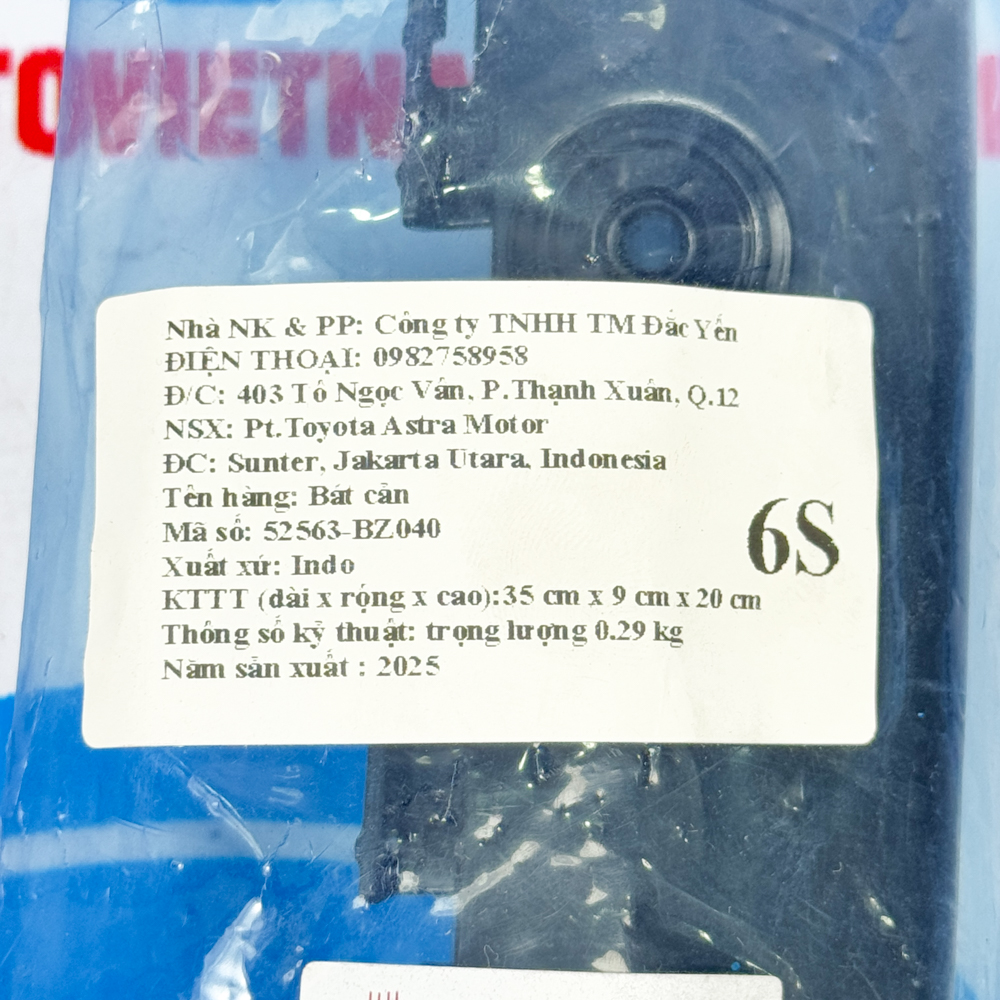 TOVIETN
Nhà NK & PP: Công ty TNHH TM Đắc Yến
ĐIỆN THOẠI: 0982758958
Đ/C: 403 Tô Ngọc Vân, P.Thạnh Xuân, Q.12
NSX: Pt.Toyota Astra Motor
ĐC: Sunter, Jakarta Utara, Indonesia
Tên hàng: Bát cản
Mã số: 52563-BZ040
6S
Xuất xứ: Indo
KTTT (dài x rộng x cao):35 cm x 9 cm x 20 cm
Thông số kỹ thuật: trọng lượng 0.29 kg
Năm sản xuất : 2025